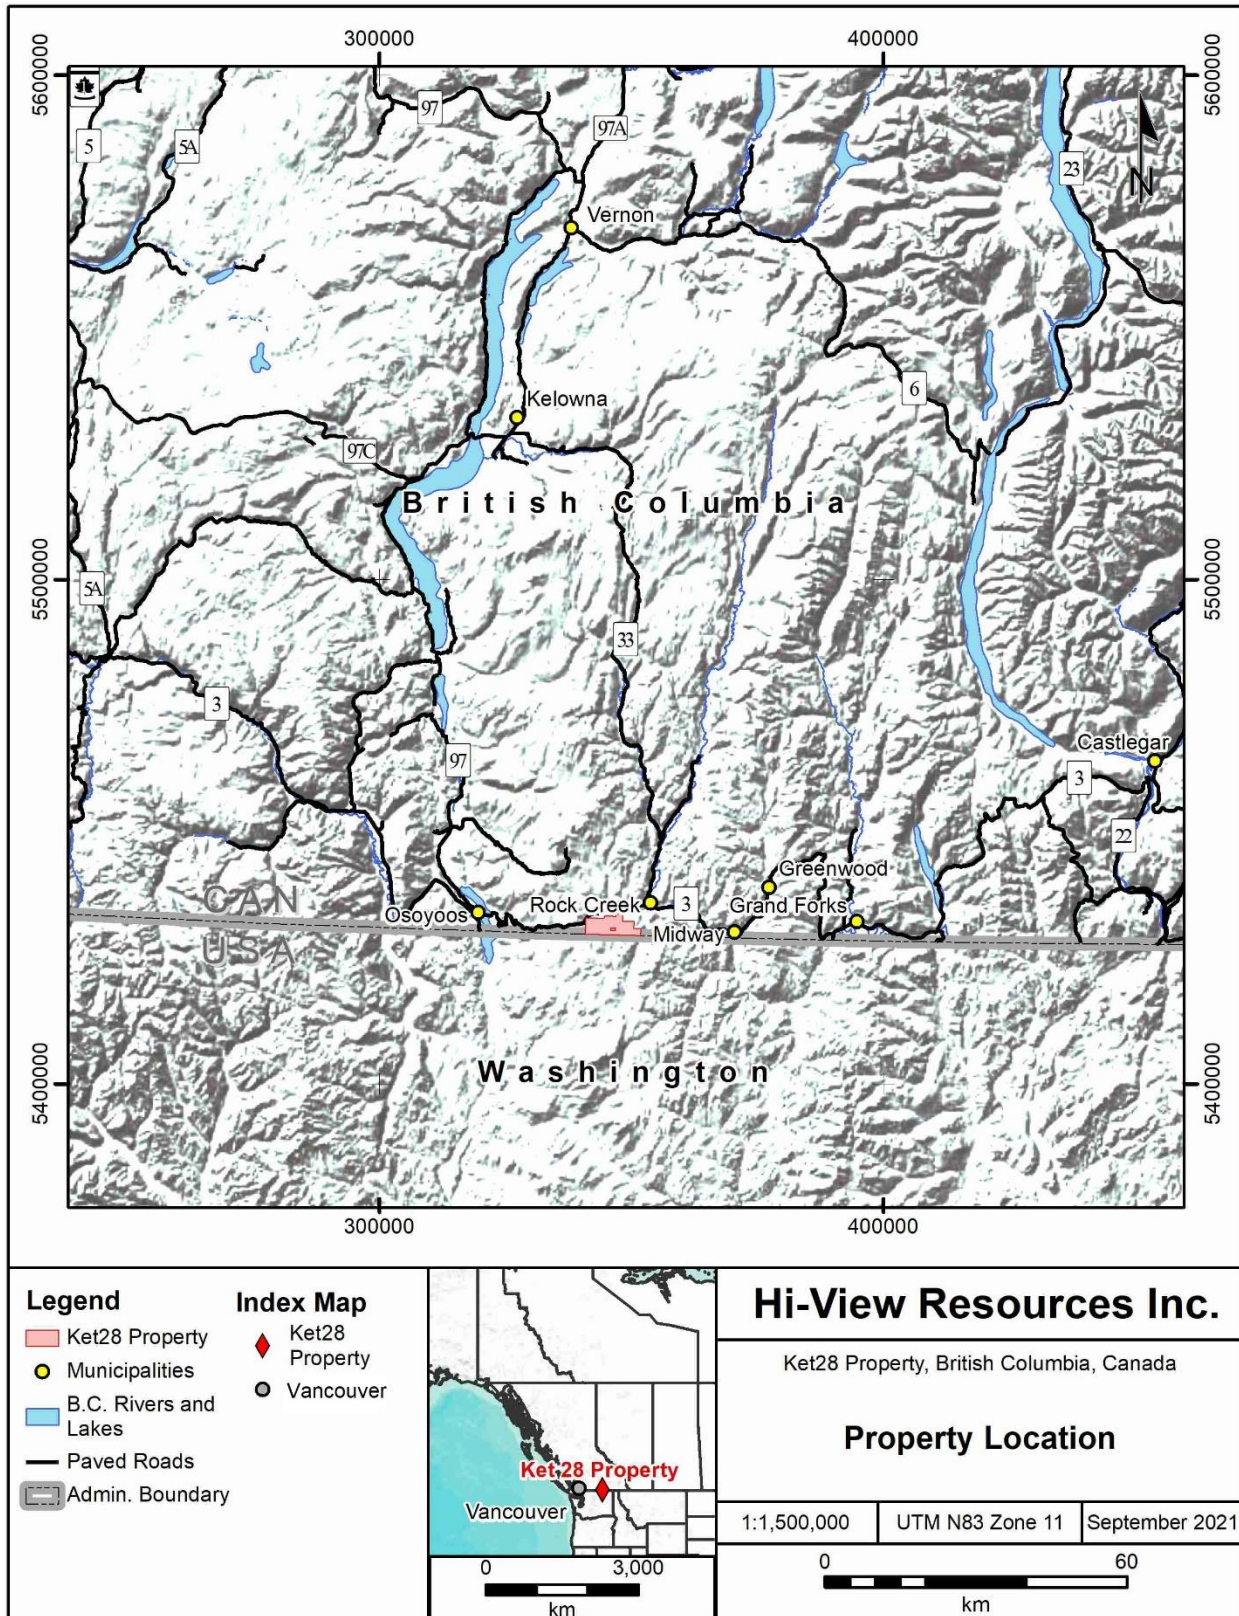 300000
400000
5600000
5600000
97
97A
5
5A
23
N
Vernon
Kelowna
6
97C
British Columbia
5500000
5500000
5A
33
3
97
Castlegar
3
22
Greenwood
CAN
Osoyoos
Rock Creek
3
Grand Forks
Midway
USA
Washington
5400000
5400000
300000
400000
Legend
Ket28 Property
Municipalities
B.C. Rivers and
Lakes
Paved Roads
Admin. Boundary
Index Map
Ket28
Property
Vancouver
Ket 28 Property
Vancouver
0
3,000
km
Hi-View Resources Inc.
Ket28 Property, British Columbia, Canada
Property Location
1:1,500,000
UTM N83 Zone 11
September 2021
0
60
km